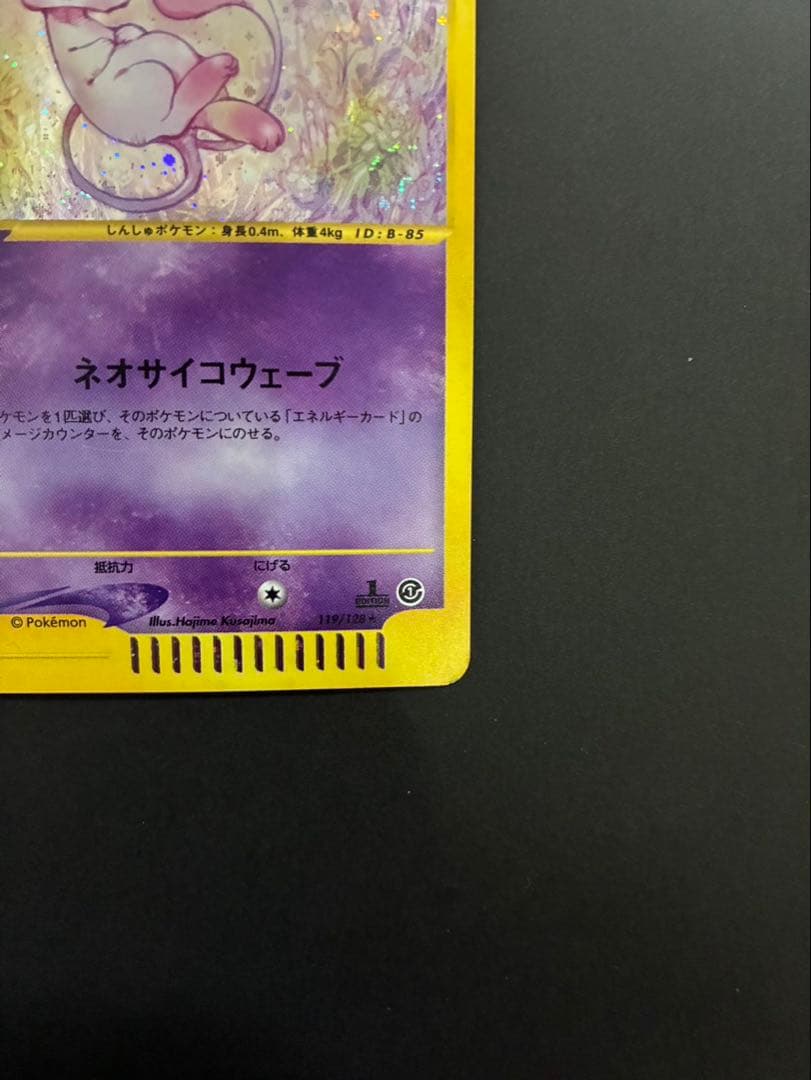 しんしゅポケモン：身長0.4m、体重4kg ID：B-85
ネオサイコウェーブ
ケモンを1匹選び、そのポケモンについている「エネルギーカード」の
メージカウンターを、そのポケモンにのせる。
抵抗力 にげる
1 EDITION 1
© Pokémon Illus.Hajime Kusajima 119/128★